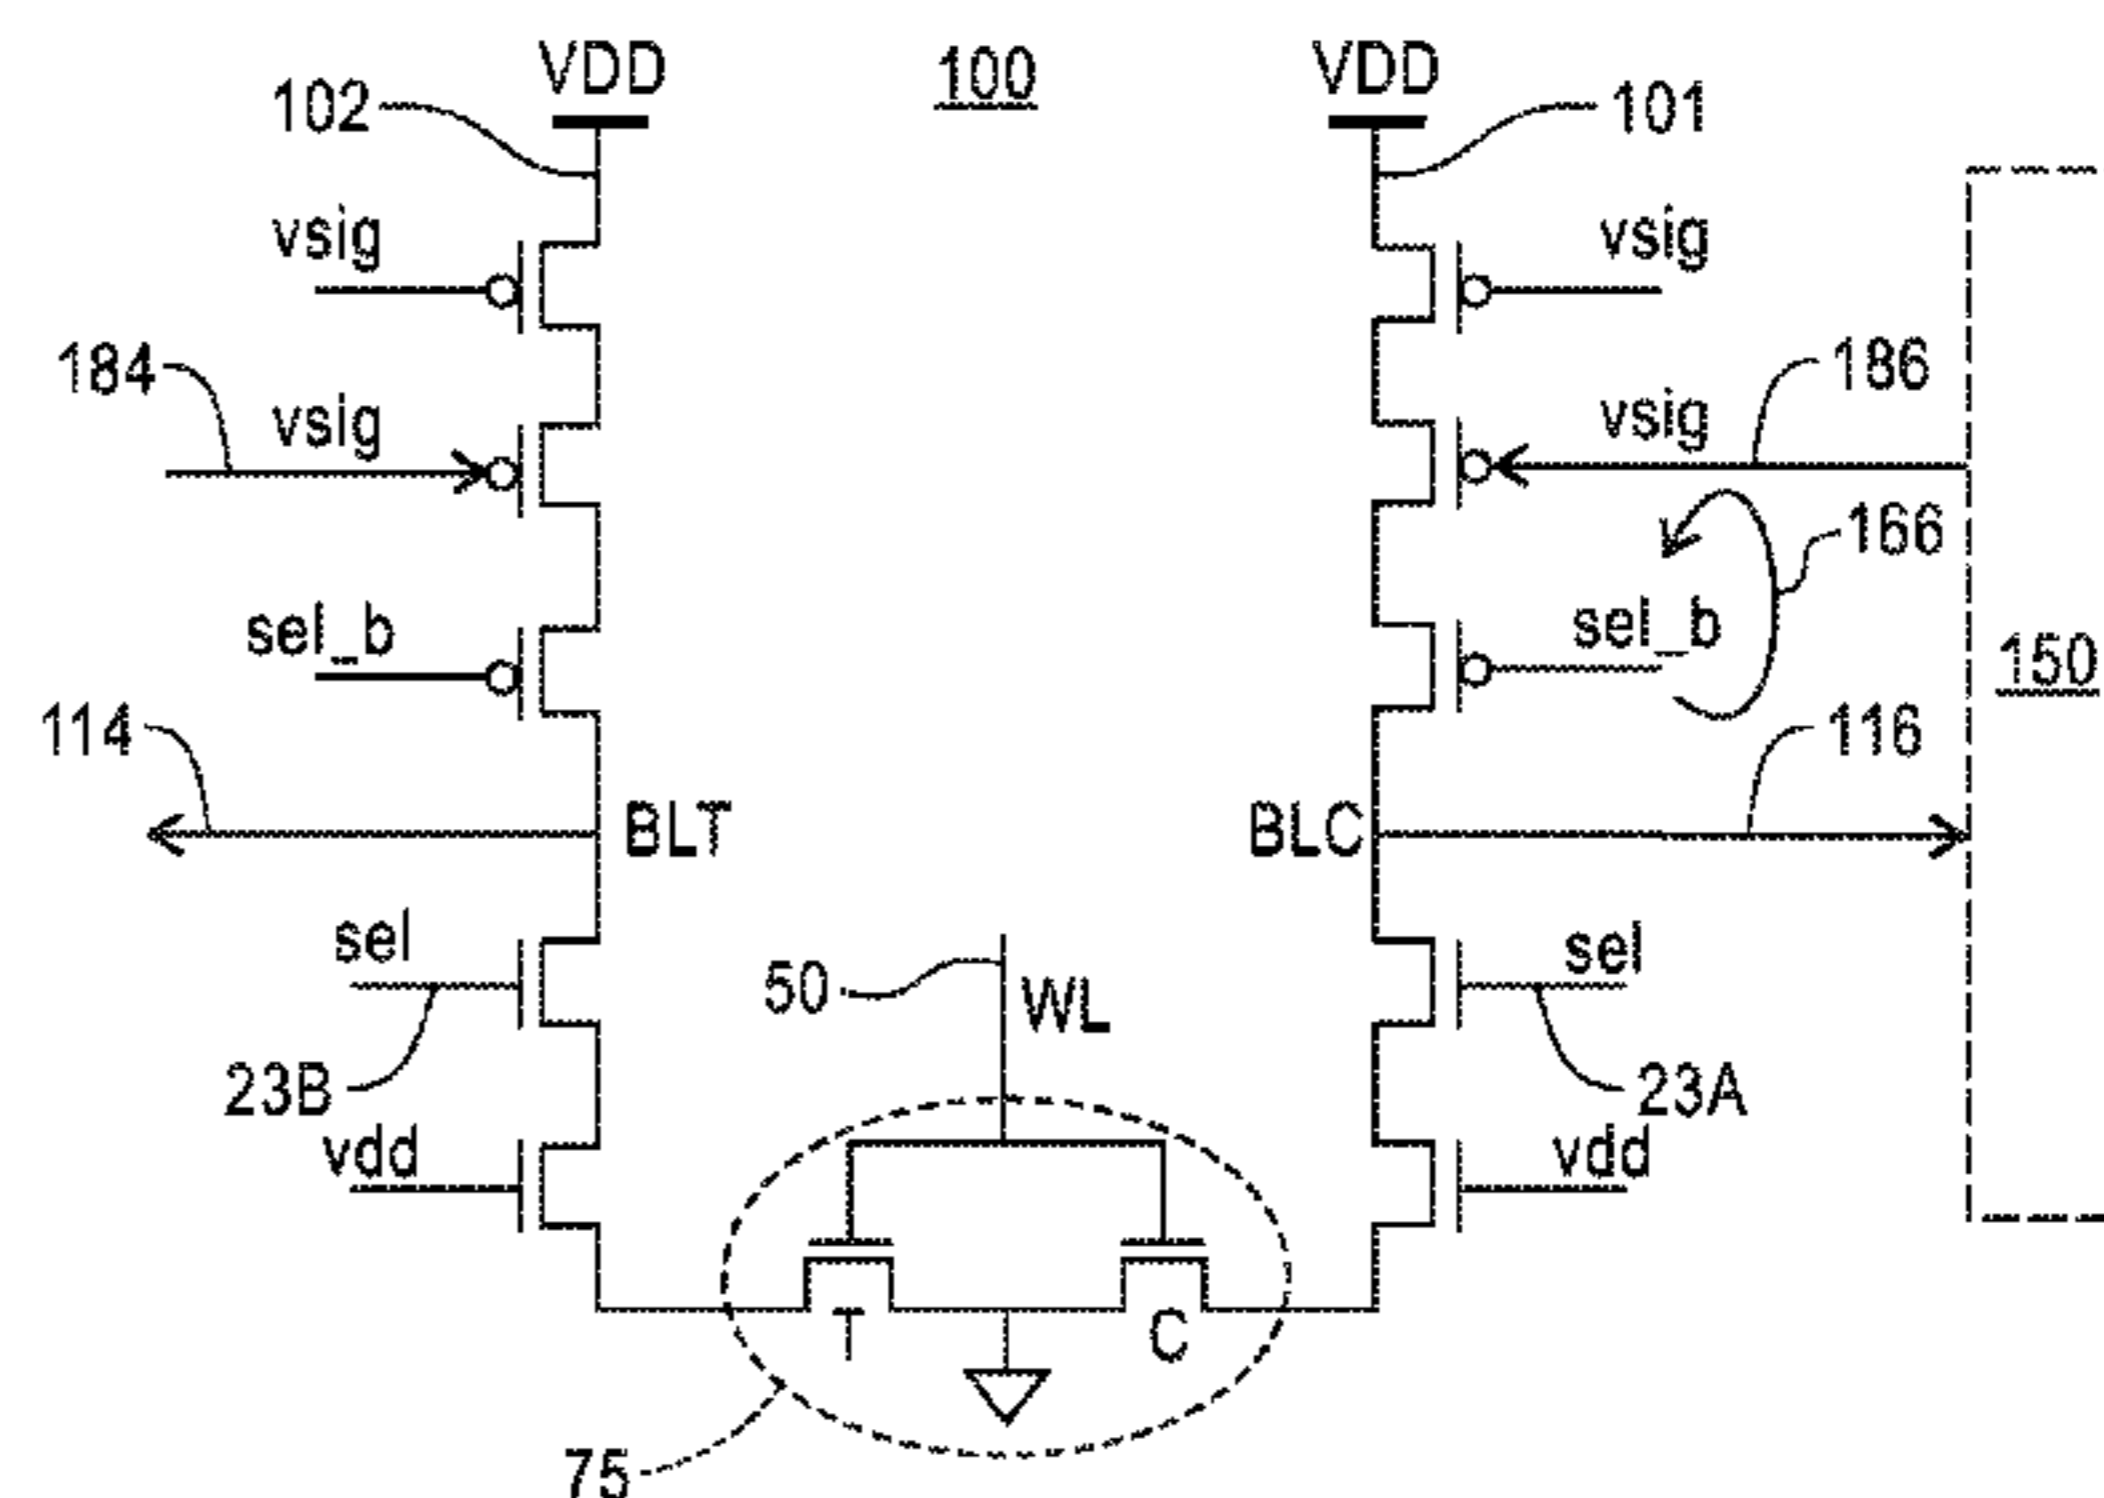 VDD 100 VDD
102 101
vsig vsig
184 vsig vsig 186
166
sel_b sel_b
150
114 116
BLT BLC
sel sel
50 WL
23B 23A
vdd vdd
T C
75